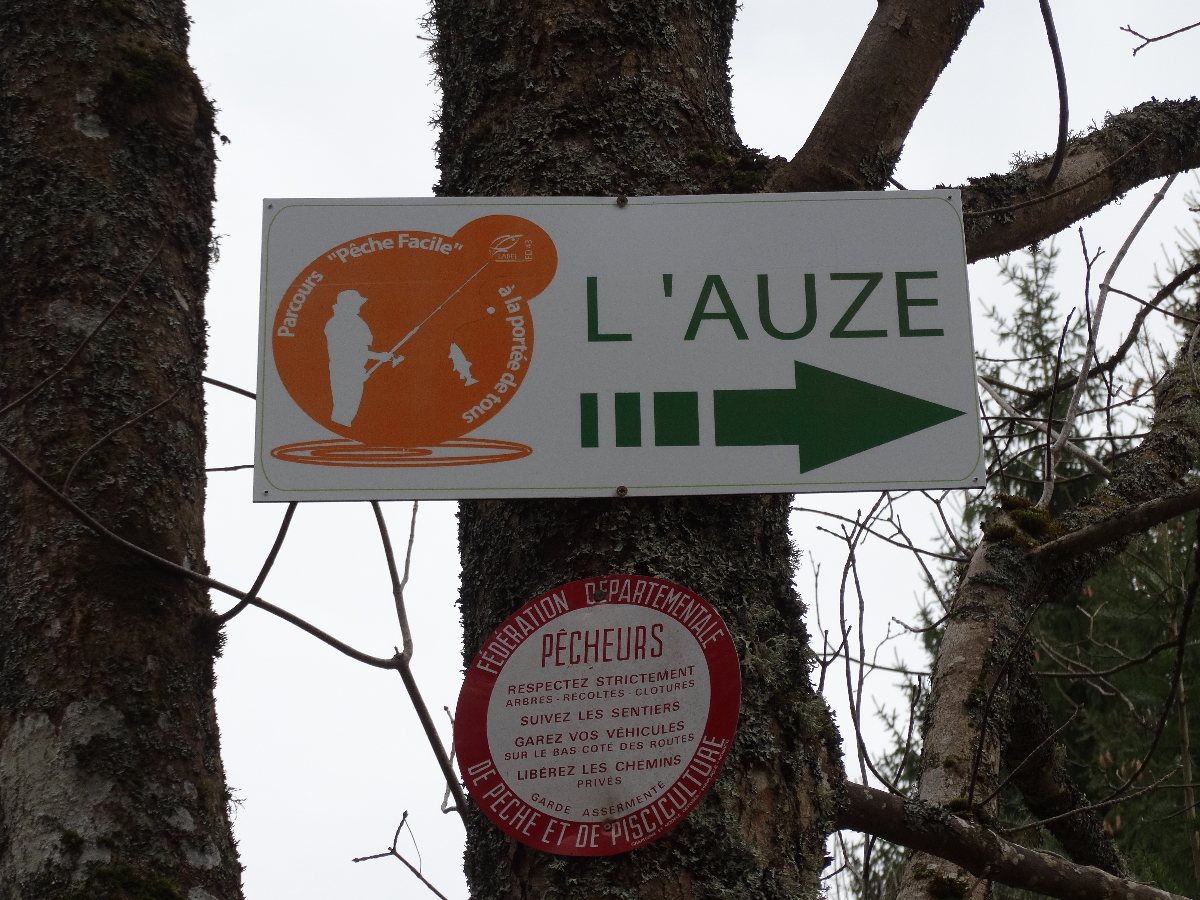 Parcours "Pêche Facile"
à la portée de tous
LABEL
L'AUZE
FÉDÉRATION DÉPARTEMENTALE
PÊCHEURS
RESPECTEZ STRICTEMENT
ARBRES - RÉCOLTES - CLOTURES
SUIVEZ LES SENTIERS
GAREZ VOS VÉHICULES
SUR LE BAS COTÉ DES ROUTES
LIBÉREZ LES CHEMINS
PRIVÉS
GARDE ASSERMENTÉ
DE PÊCHE ET DE PISCICULTURE